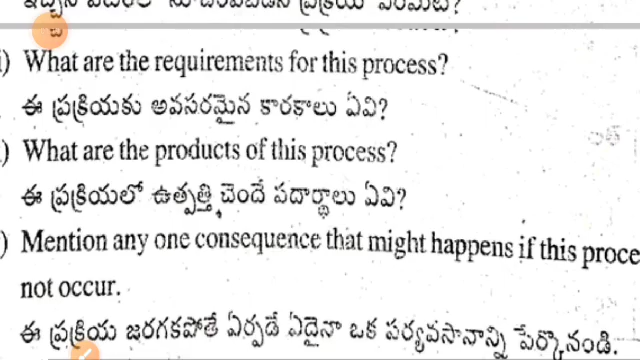 i) What are the requirements for this process?
ఈ ప్రక్రియకు అవసరమైన కారకాలు ఏవి?
) What are the products of this process?
ఈ ప్రక్రియలో ఉత్పత్తి చెందే పదార్థాలు ఏవి?
) Mention any one consequence that might happens if this proce
not occur.
ఈ ప్రక్రియ జరగకపోతే ఏర్పడే ఏదైనా ఒక పర్యవసానాన్ని పేర్కొనండి.